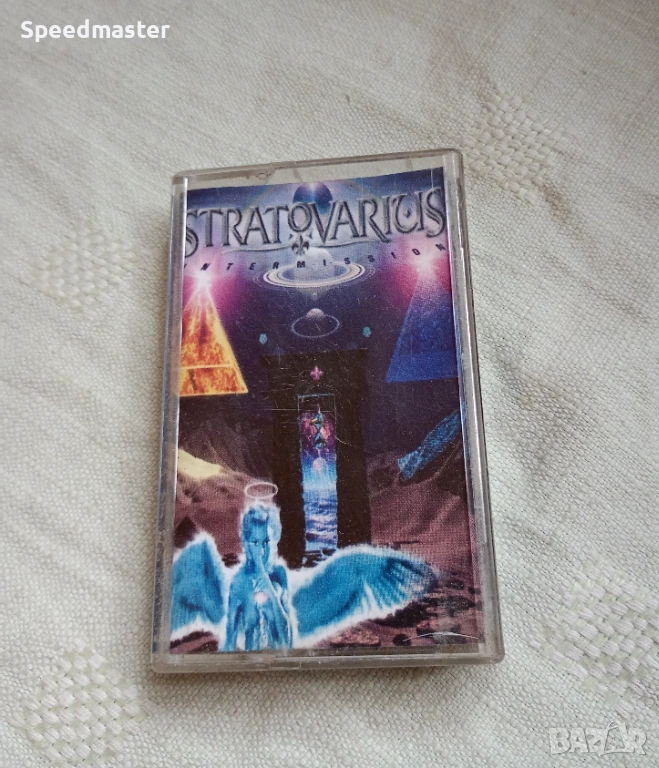 Speedmaster
STRATOVARIUS
INTERMISSION
BAZAR